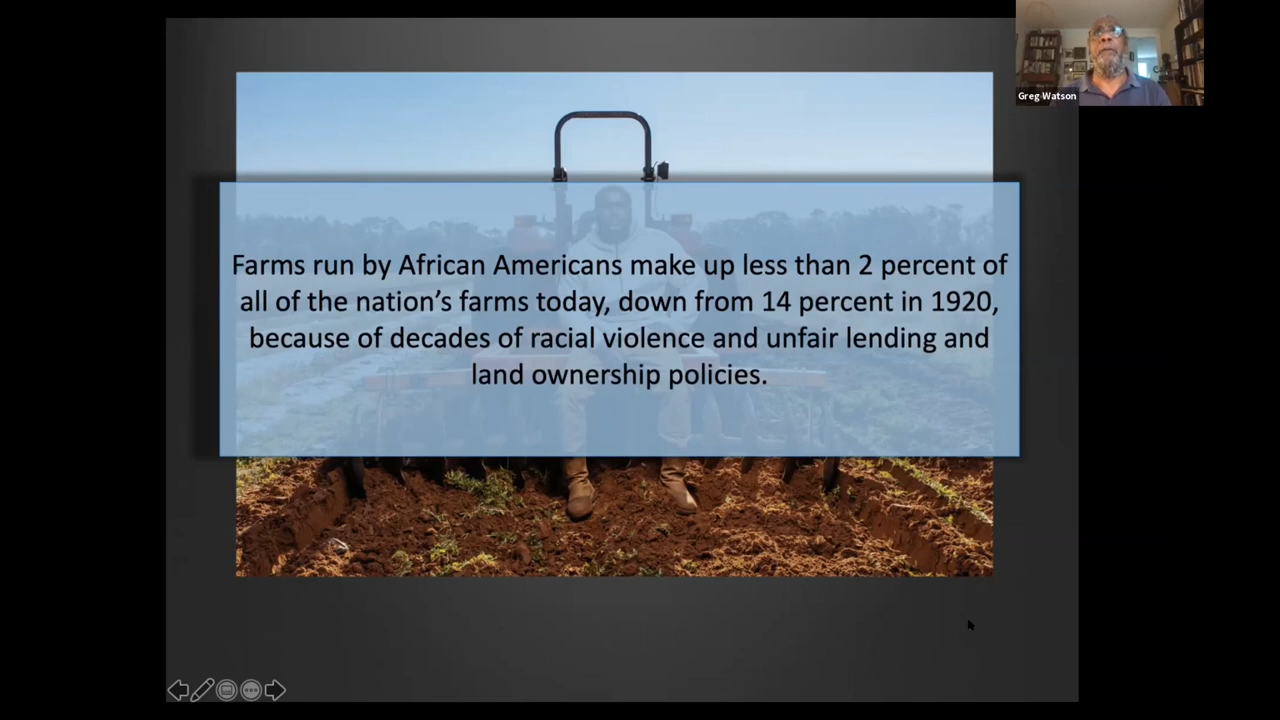 Greg Watson
Farms run by African Americans make up less than 2 percent of
all of the nation's farms today, down from 14 percent in 1920,
because of decades of racial violence and unfair lending and
land ownership policies.